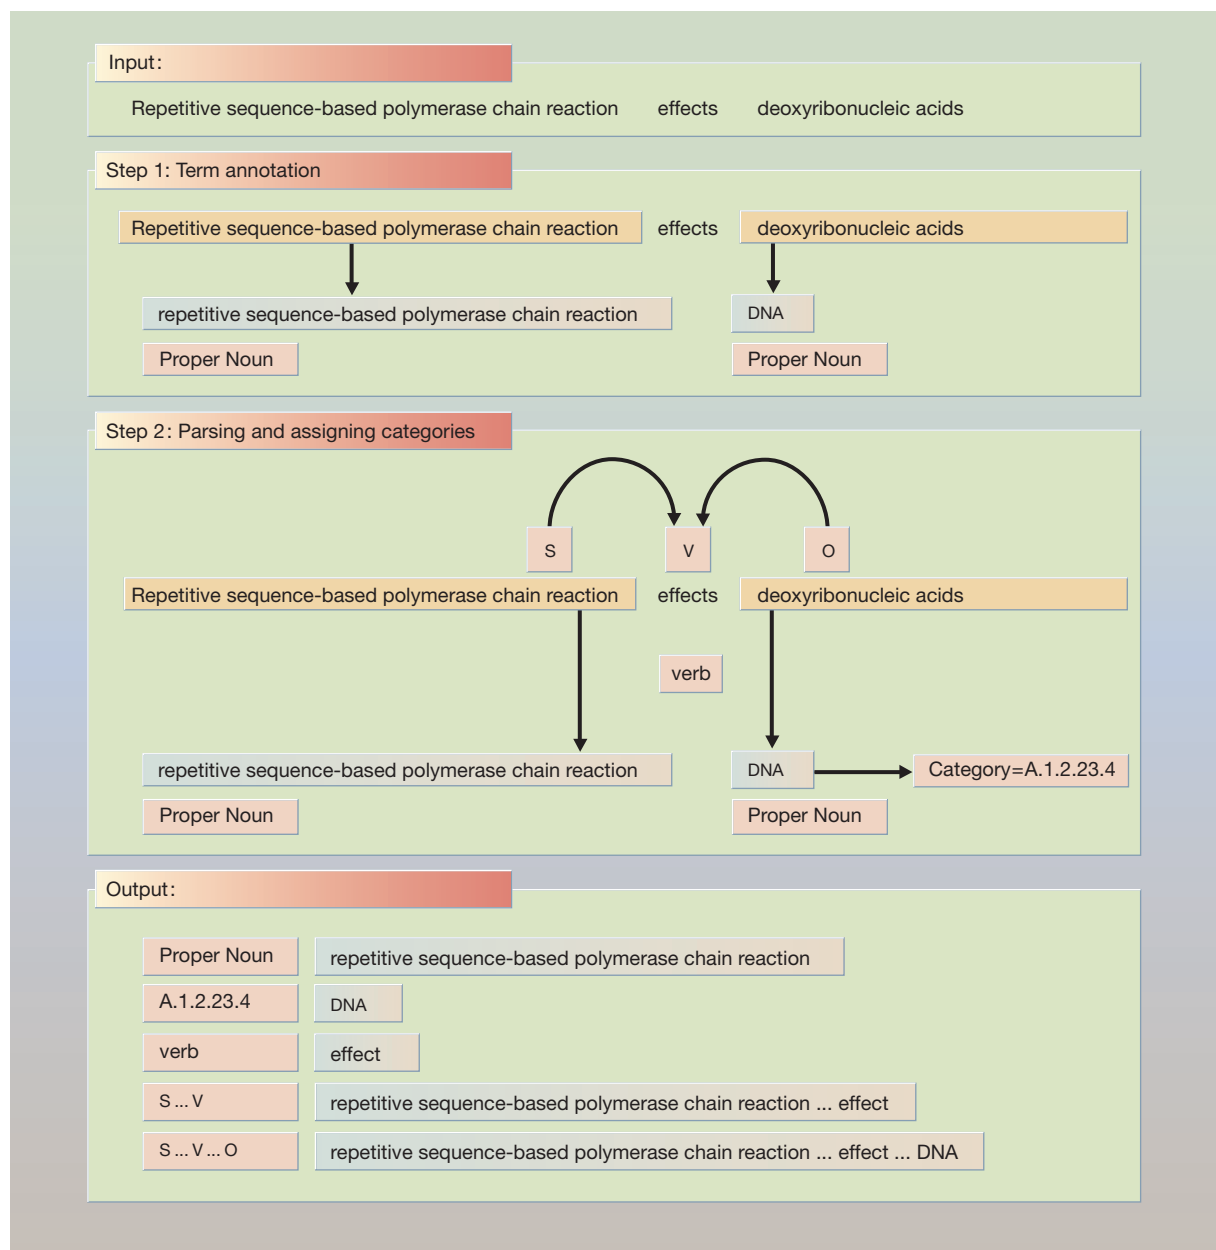 Input:
Repetitive sequence-based polymerase chain reaction effects deoxyribonucleic acids
Step 1: Term annotation
Repetitive sequence-based polymerase chain reaction effects deoxyribonucleic acids
repetitive sequence-based polymerase chain reaction DNA
Proper Noun Proper Noun
Step 2: Parsing and assigning categories
S V O
Repetitive sequence-based polymerase chain reaction effects deoxyribonucleic acids
verb
repetitive sequence-based polymerase chain reaction DNA Category=A.1.2.23.4
Proper Noun Proper Noun
Output:
Proper Noun repetitive sequence-based polymerase chain reaction
A.1.2.23.4 DNA
verb effect
S ... V repetitive sequence-based polymerase chain reaction ... effect
S ... V ... O repetitive sequence-based polymerase chain reaction ... effect ... DNA